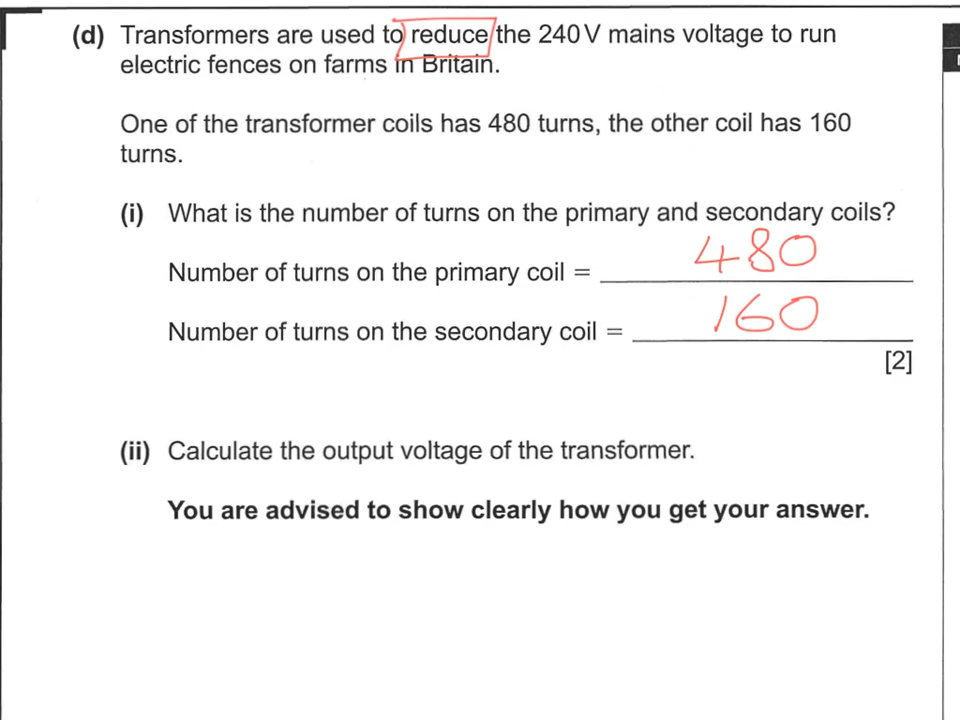 (d) Transformers are used to reduce the 240 V mains voltage to run
electric fences on farms in Britain.
One of the transformer coils has 480 turns, the other coil has 160
turns.
(i) What is the number of turns on the primary and secondary coils?
Number of turns on the primary coil = 480
Number of turns on the secondary coil = 160
[2]
(ii) Calculate the output voltage of the transformer.
You are advised to show clearly how you get your answer.